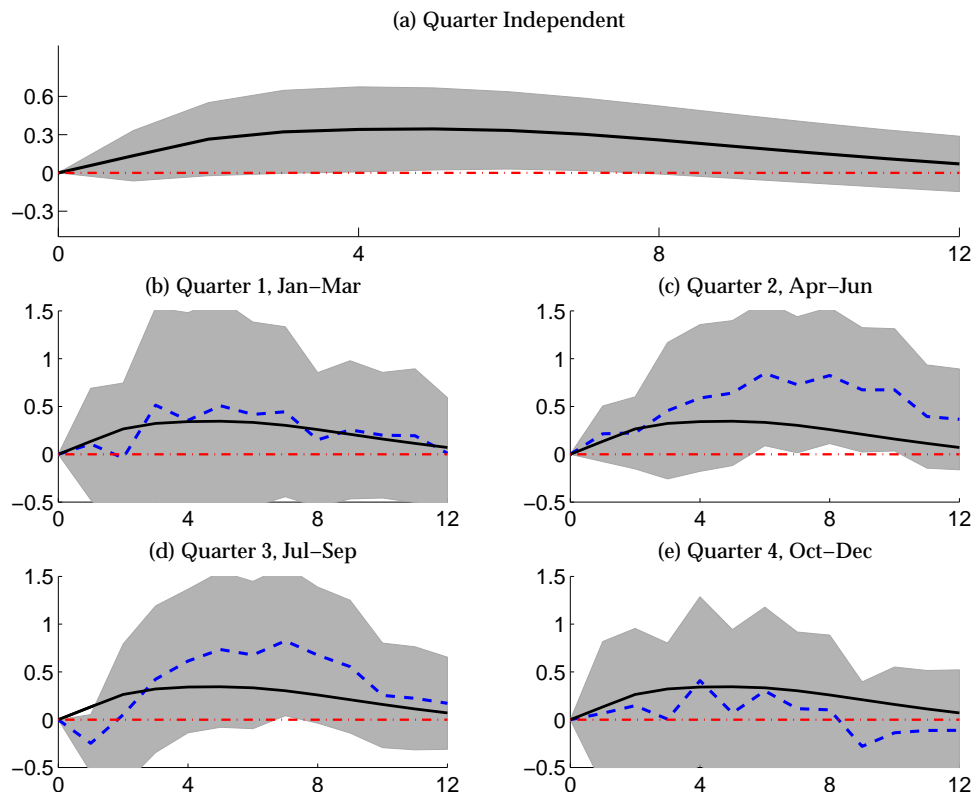 (a) Quarter Independent
0.6
0.3
0
−0.3
0 4 8 12
(b) Quarter 1, Jan−Mar
1.5
1
0.5
0
−0.5
0 4 8 12
(c) Quarter 2, Apr−Jun
1.5
1
0.5
0
−0.5
0 4 8 12
(d) Quarter 3, Jul−Sep
1.5
1
0.5
0
−0.5
0 4 8 12
(e) Quarter 4, Oct−Dec
1.5
1
0.5
0
−0.5
0 4 8 12